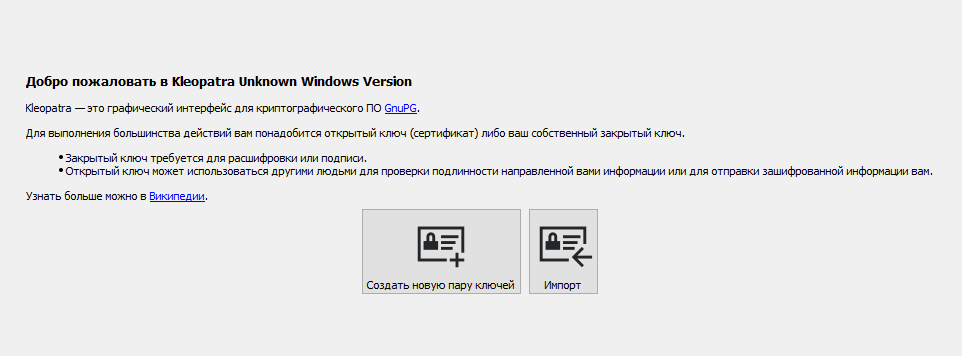 Добро пожаловать в Kleopatra Unknown Windows Version
Kleopatra — это графический интерфейс для криптографического ПО GnuPG.
Для выполнения большинства действий вам понадобится открытый ключ (сертификат) либо ваш собственный закрытый ключ.
• Закрытый ключ требуется для расшифровки или подписи.
• Открытый ключ может использоваться другими людьми для проверки подлинности направленной вами информации или для отправки зашифрованной информации вам.
Узнать больше можно в Википедии.
Создать новую пару ключей
Импорт